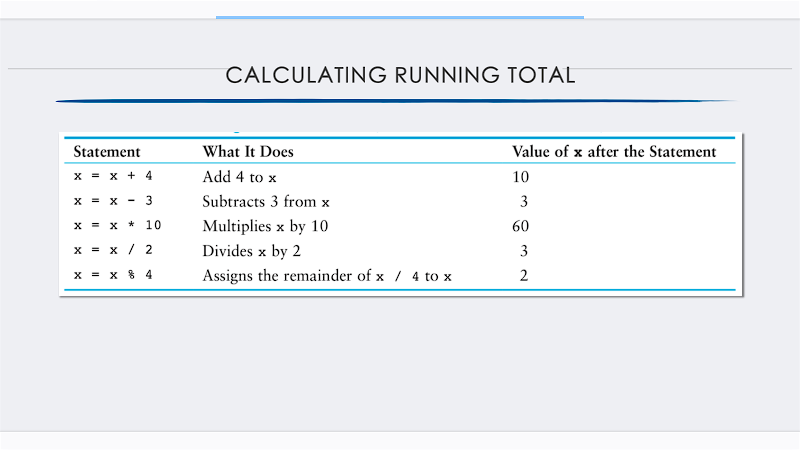 CALCULATING RUNNING TOTAL
Statement What It Does Value of x after the Statement
x = x + 4 Add 4 to x 10
x = x - 3 Subtracts 3 from x 3
x = x * 10 Multiplies x by 10 60
x = x / 2 Divides x by 2 3
x = x % 4 Assigns the remainder of x / 4 to x 2